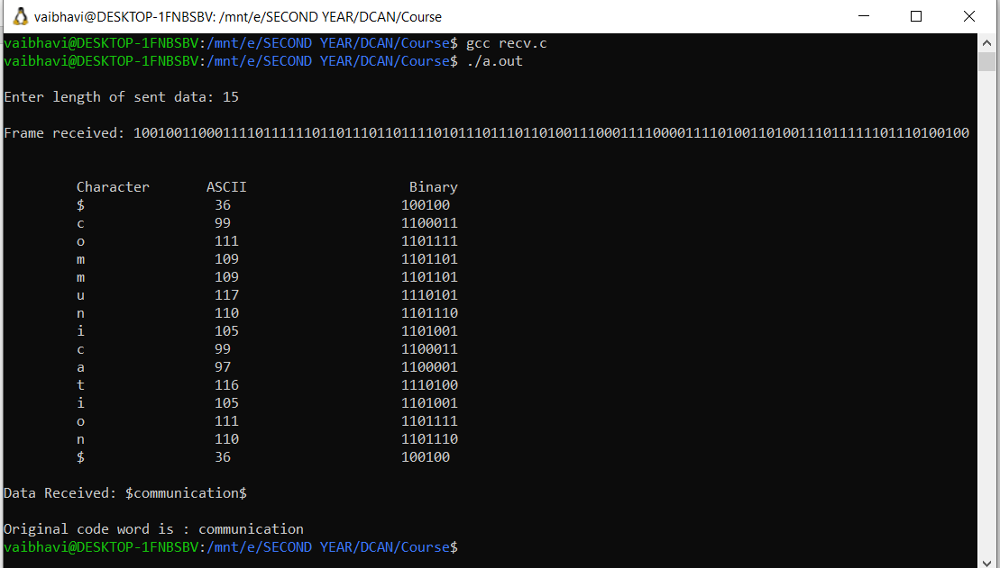 vaibhavi@DESKTOP-1FNBSBV: /mnt/e/SECOND YEAR/DCAN/Course
vaibhavi@DESKTOP-1FNBSBV:/mnt/e/SECOND YEAR/DCAN/Course$ gcc recv.c
vaibhavi@DESKTOP-1FNBSBV:/mnt/e/SECOND YEAR/DCAN/Course$ ./a.out
Enter length of sent data: 15
Frame received: 1001001100011110111111011011101101111010111011101101001110001111000011110100110100111011111101110100100
Character ASCII Binary
$ 36 100100
c 99 1100011
o 111 1101111
m 109 1101101
m 109 1101101
u 117 1110101
n 110 1101110
i 105 1101001
c 99 1100011
a 97 1100001
t 116 1110100
i 105 1101001
o 111 1101111
n 110 1101110
$ 36 100100
Data Received: $communication$
Original code word is : communication
vaibhavi@DESKTOP-1FNBSBV:/mnt/e/SECOND YEAR/DCAN/Course$